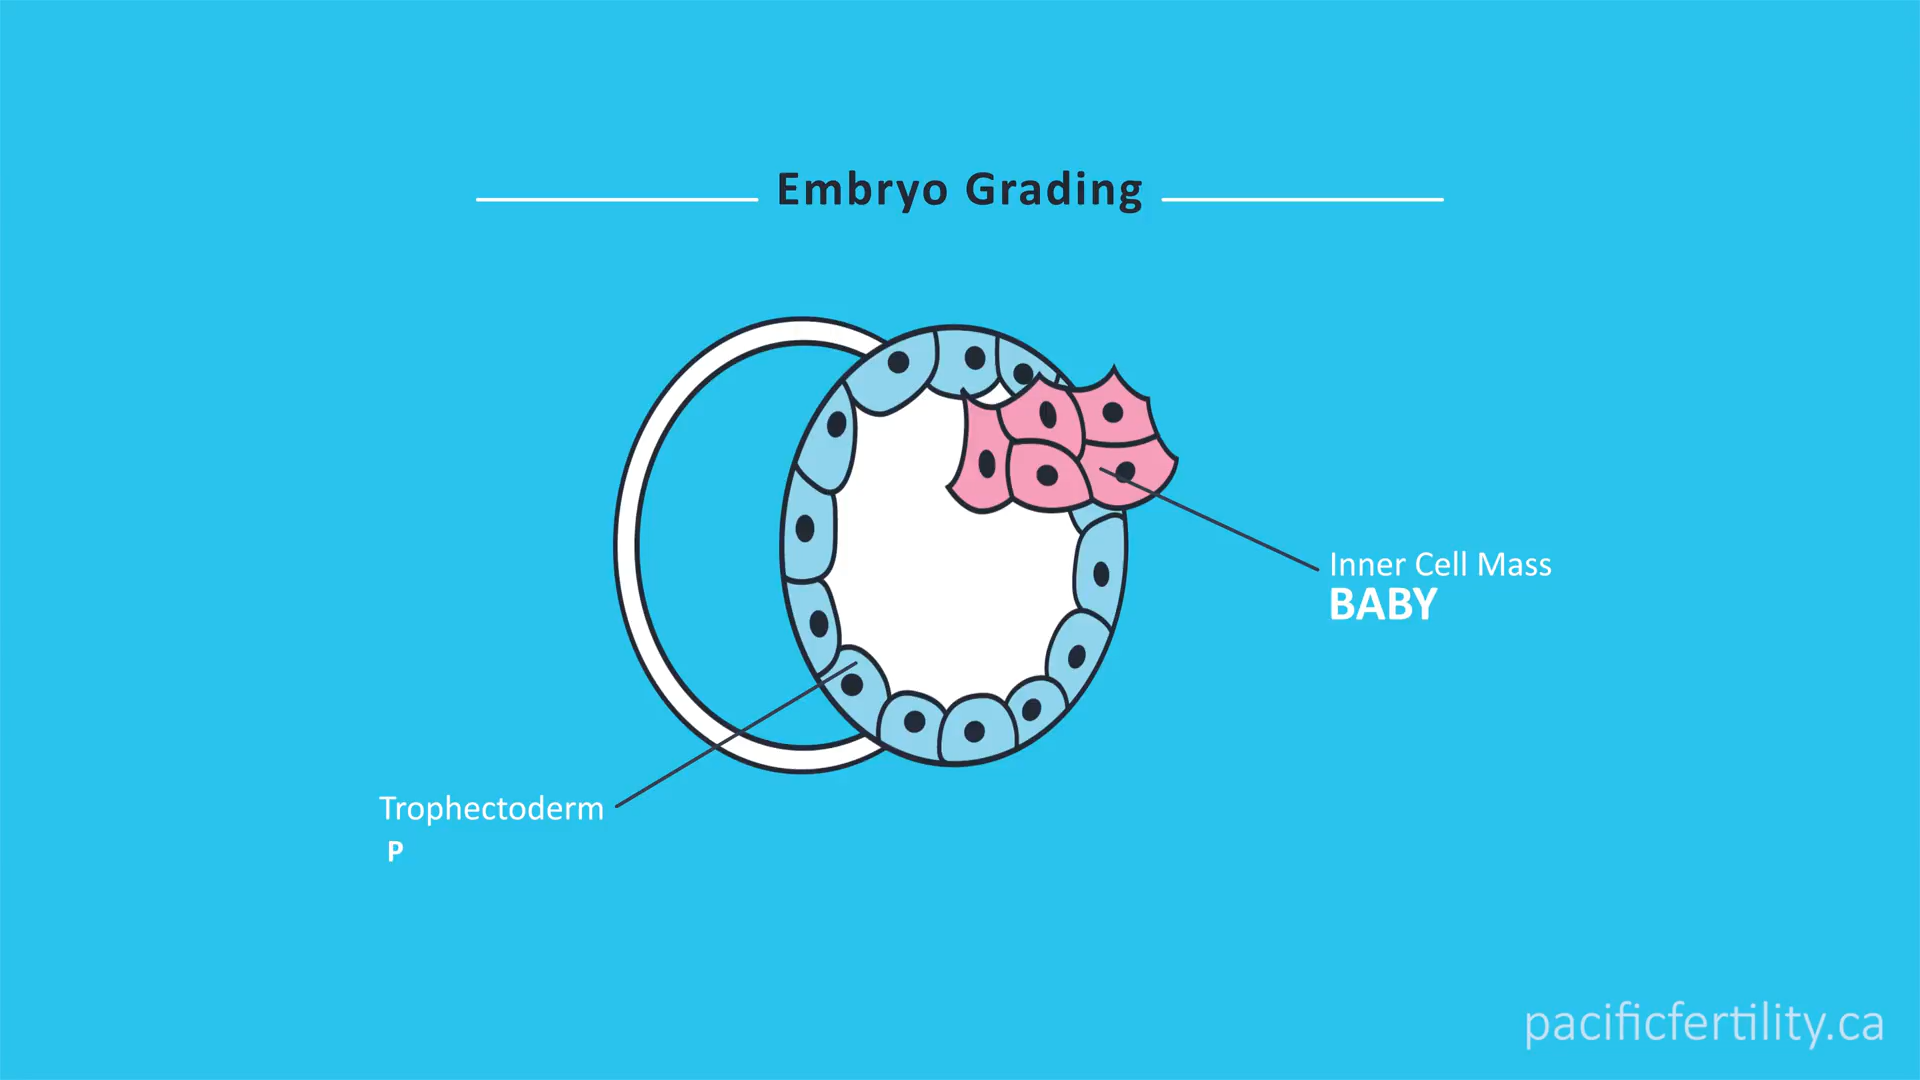 Embryo Grading
Inner Cell Mass
BABY
Trophectoderm
P
pacificfertility.ca